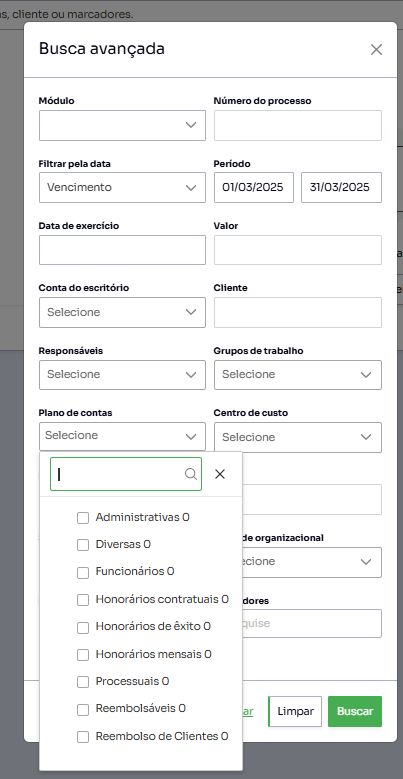 s, cliente ou marcadores.
Busca avançada
Módulo
Número do processo
Filtrar pela data
Período
Vencimento
01/03/2025
31/03/2025
Data de exercício
Valor
Conta do escritório
Cliente
Selecione
Responsáveis
Grupos de trabalho
Selecione
Selecione
Plano de contas
Centro de custo
Selecione
Selecione
Administrativas 0
Diversas 0
Funcionários 0
Honorários contratuais 0
Honorários de êxito 0
Honorários mensais 0
Processuais 0
Reembolsáveis 0
Reembolso de Clientes 0
de organizacional
ecione
dores
quise
ar
Limpar
Buscar